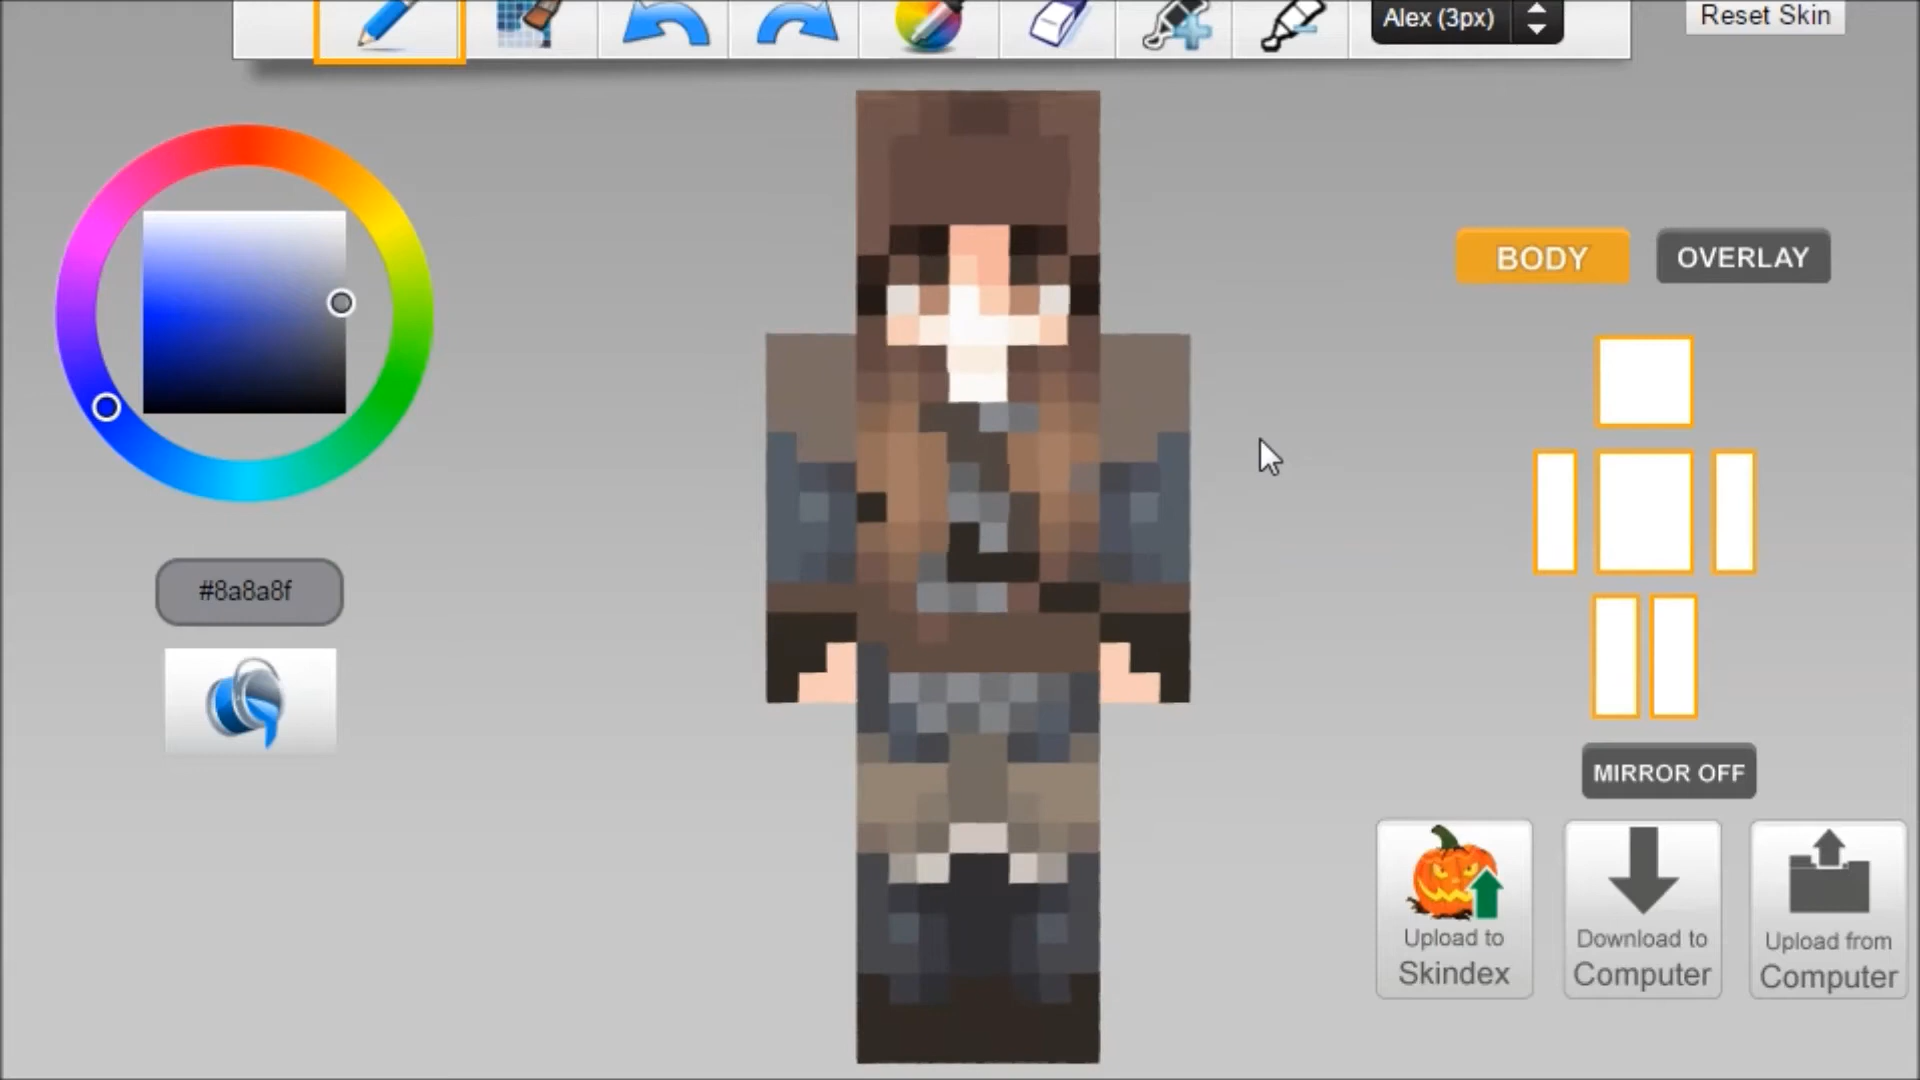 Alex (3px)
Reset Skin
BODY
OVERLAY
#8a8a8f
MIRROR OFF
Upload to
Skindex
Download to
Computer
Upload from
Computer